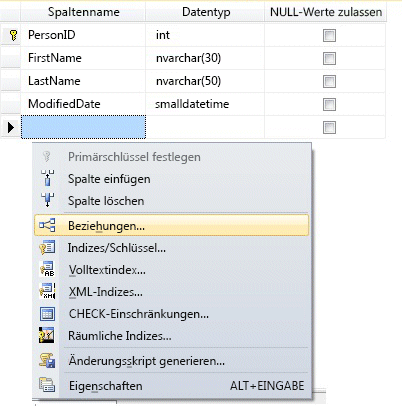 Spaltenname Datentyp NULL-Werte zulassen
PersonID int
FirstName nvarchar(30)
LastName nvarchar(50)
ModifiedDate smalldatetime
Primärschlüssel festlegen
Spalte einfügen
Spalte löschen
Beziehungen...
Indizes/Schlüssel...
Volltextindex...
XML-Indizes...
CHECK-Einschränkungen...
Räumliche Indizes...
Änderungsskript generieren...
Eigenschaften ALT+EINGABE